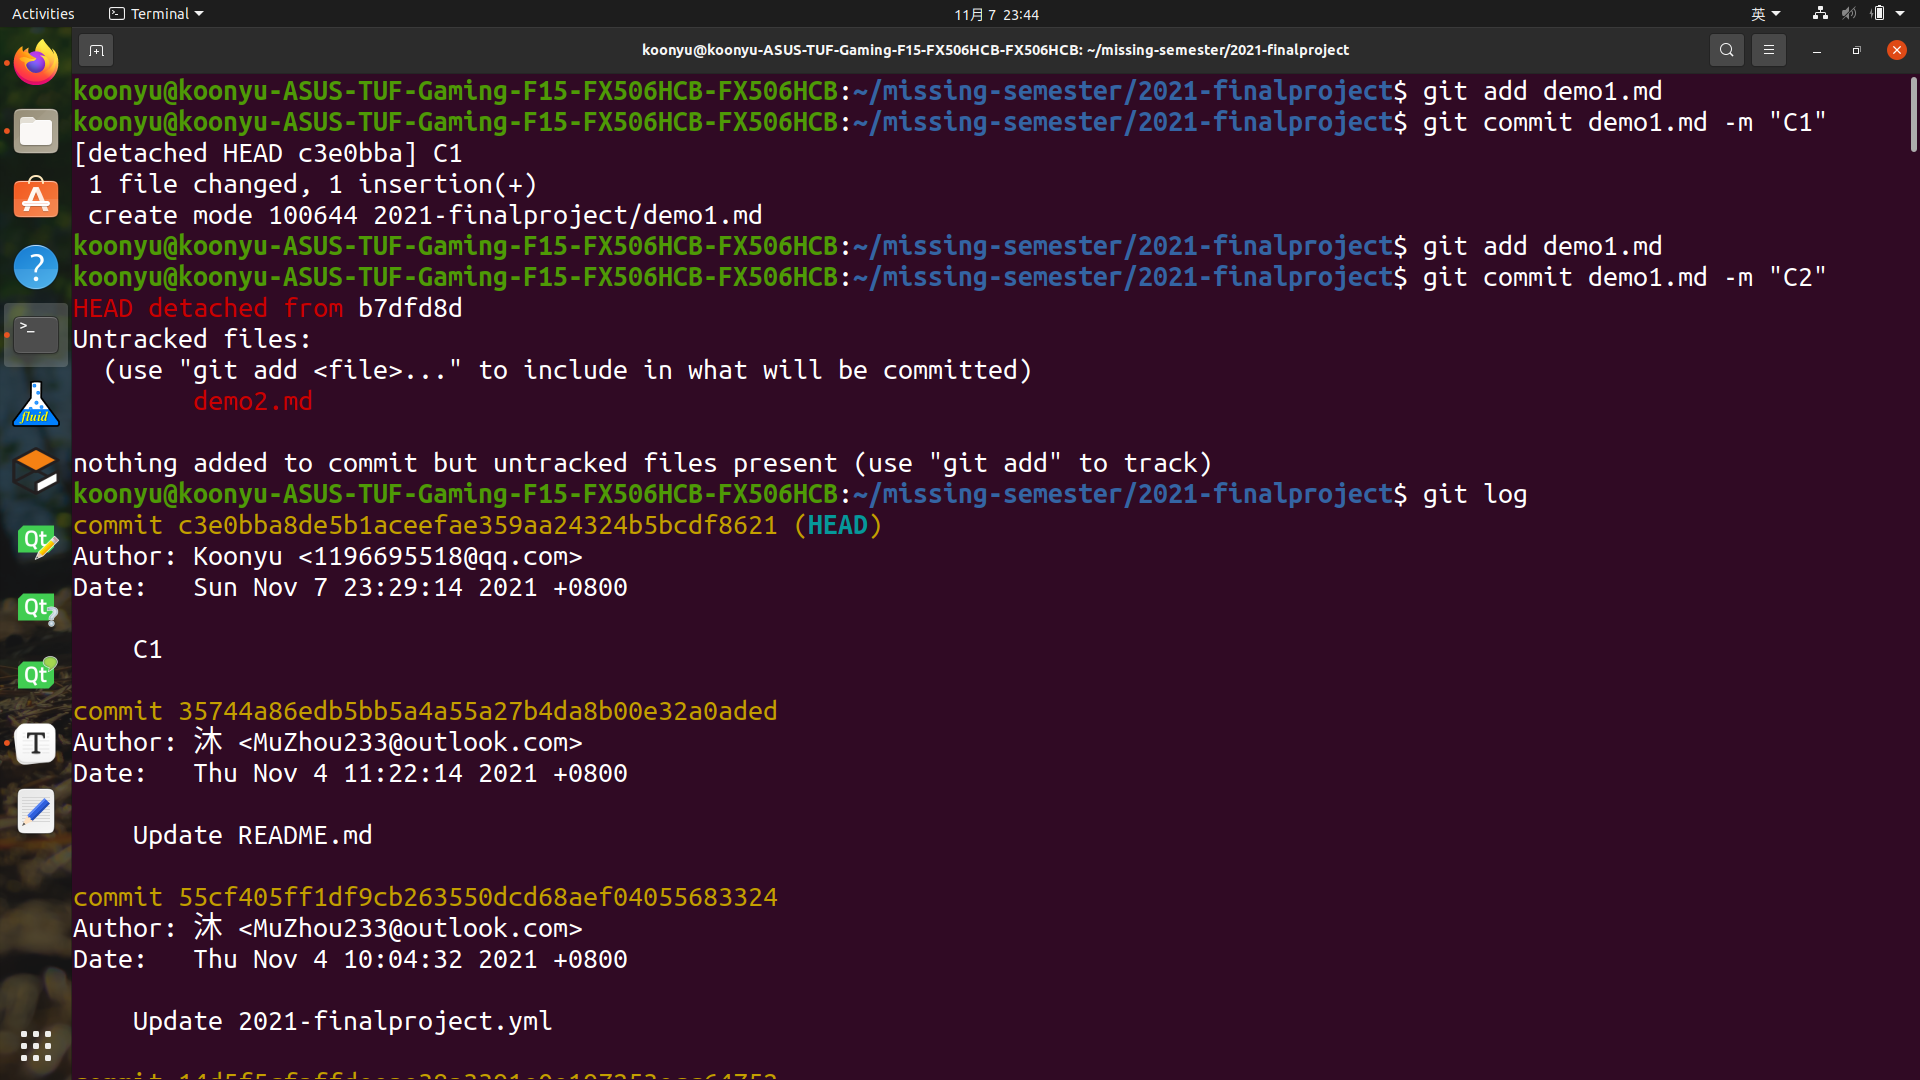 Activities
Terminal
11月 7 23:44
英
koonyu@koonyu-ASUS-TUF-Gaming-F15-FX506HCB-FX506HCB: ~/missing-semester/2021-finalproject
koonyu@koonyu-ASUS-TUF-Gaming-F15-FX506HCB-FX506HCB:~/missing-semester/2021-finalproject$ git add demo1.md
koonyu@koonyu-ASUS-TUF-Gaming-F15-FX506HCB-FX506HCB:~/missing-semester/2021-finalproject$ git commit demo1.md -m "C1"
[detached HEAD c3e0bba] C1
1 file changed, 1 insertion(+)
create mode 100644 2021-finalproject/demo1.md
koonyu@koonyu-ASUS-TUF-Gaming-F15-FX506HCB-FX506HCB:~/missing-semester/2021-finalproject$ git add demo1.md
koonyu@koonyu-ASUS-TUF-Gaming-F15-FX506HCB-FX506HCB:~/missing-semester/2021-finalproject$ git commit demo1.md -m "C2"
HEAD detached from b7dfd8d
Untracked files:
(use "git add <file>..." to include in what will be committed)
demo2.md
nothing added to commit but untracked files present (use "git add" to track)
koonyu@koonyu-ASUS-TUF-Gaming-F15-FX506HCB-FX506HCB:~/missing-semester/2021-finalproject$ git log
commit c3e0bba8de5b1aceefae359aa24324b5bcdf8621 (HEAD)
Author: Koonyu <1196695518@qq.com>
Date:   Sun Nov 7 23:29:14 2021 +0800
C1
commit 35744a86edb5bb5a4a55a27b4da8b00e32a0aded
Author: 沐 <MuZhou233@outlook.com>
Date:   Thu Nov 4 11:22:14 2021 +0800
Update README.md
commit 55cf405ff1df9cb263550dcd68aef04055683324
Author: 沐 <MuZhou233@outlook.com>
Date:   Thu Nov 4 10:04:32 2021 +0800
Update 2021-finalproject.yml
fluid
Qt
Qt
Qt
T